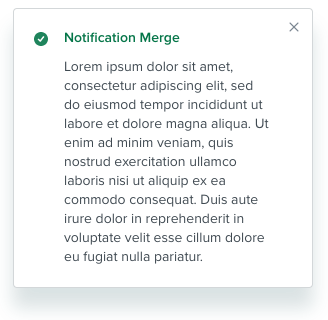 Notification Merge
Lorem ipsum dolor sit amet,
consectetur adipiscing elit, sed
do eiusmod tempor incididunt ut
labore et dolore magna aliqua. Ut
enim ad minim veniam, quis
nostrud exercitation ullamco
laboris nisi ut aliquip ex ea
commodo consequat. Duis aute
irure dolor in reprehenderit in
voluptate velit esse cillum dolore
eu fugiat nulla pariatur.